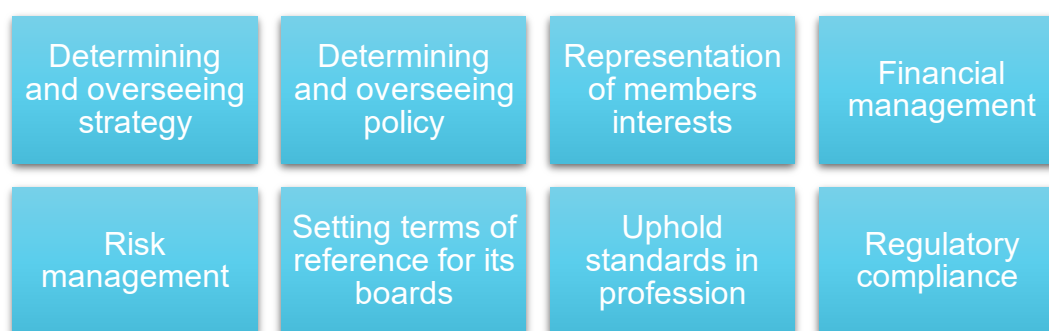 Determining
and overseeing
strategy
Determining
and overseeing
policy
Representation
of members
interests
Financial
management
Risk
management
Setting terms of
reference for its
boards
Uphold
standards in
profession
Regulatory
compliance